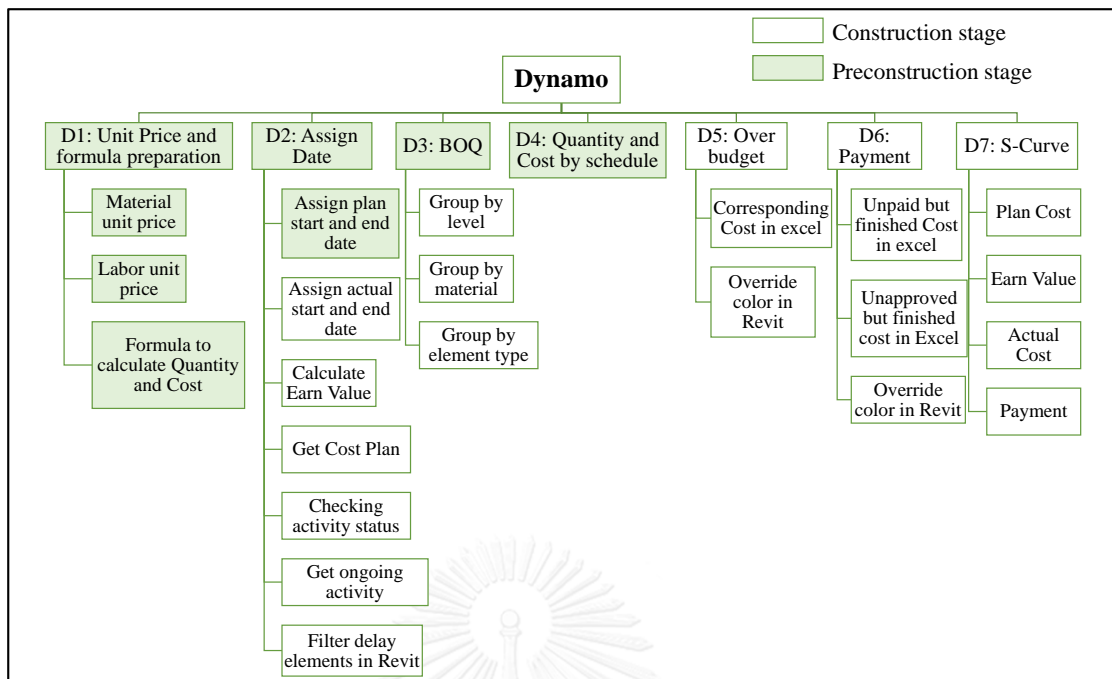 Construction stage
Preconstruction stage
Dynamo
D1: Unit Price and
formula preparation
Material
unit price
Labor unit
price
Formula to
calculate Quantity
and Cost
D2: Assign
Date
Assign plan
start and end
date
Assign actual
start and end
date
Calculate
Earn Value
Get Cost Plan
Checking
activity status
Get ongoing
activity
Filter delay
elements in Revit
D3: BOQ
Group by
level
Group by
material
Group by
element type
D4: Quantity and
Cost by schedule
D5: Over
budget
Corresponding
Cost in excel
Override
color in
Revit
D6:
Payment
Unpaid but
finished Cost
in excel
Unapproved
but finished
cost in Excel
Override
color in Revit
D7: S-Curve
Plan Cost
Earn Value
Actual
Cost
Payment